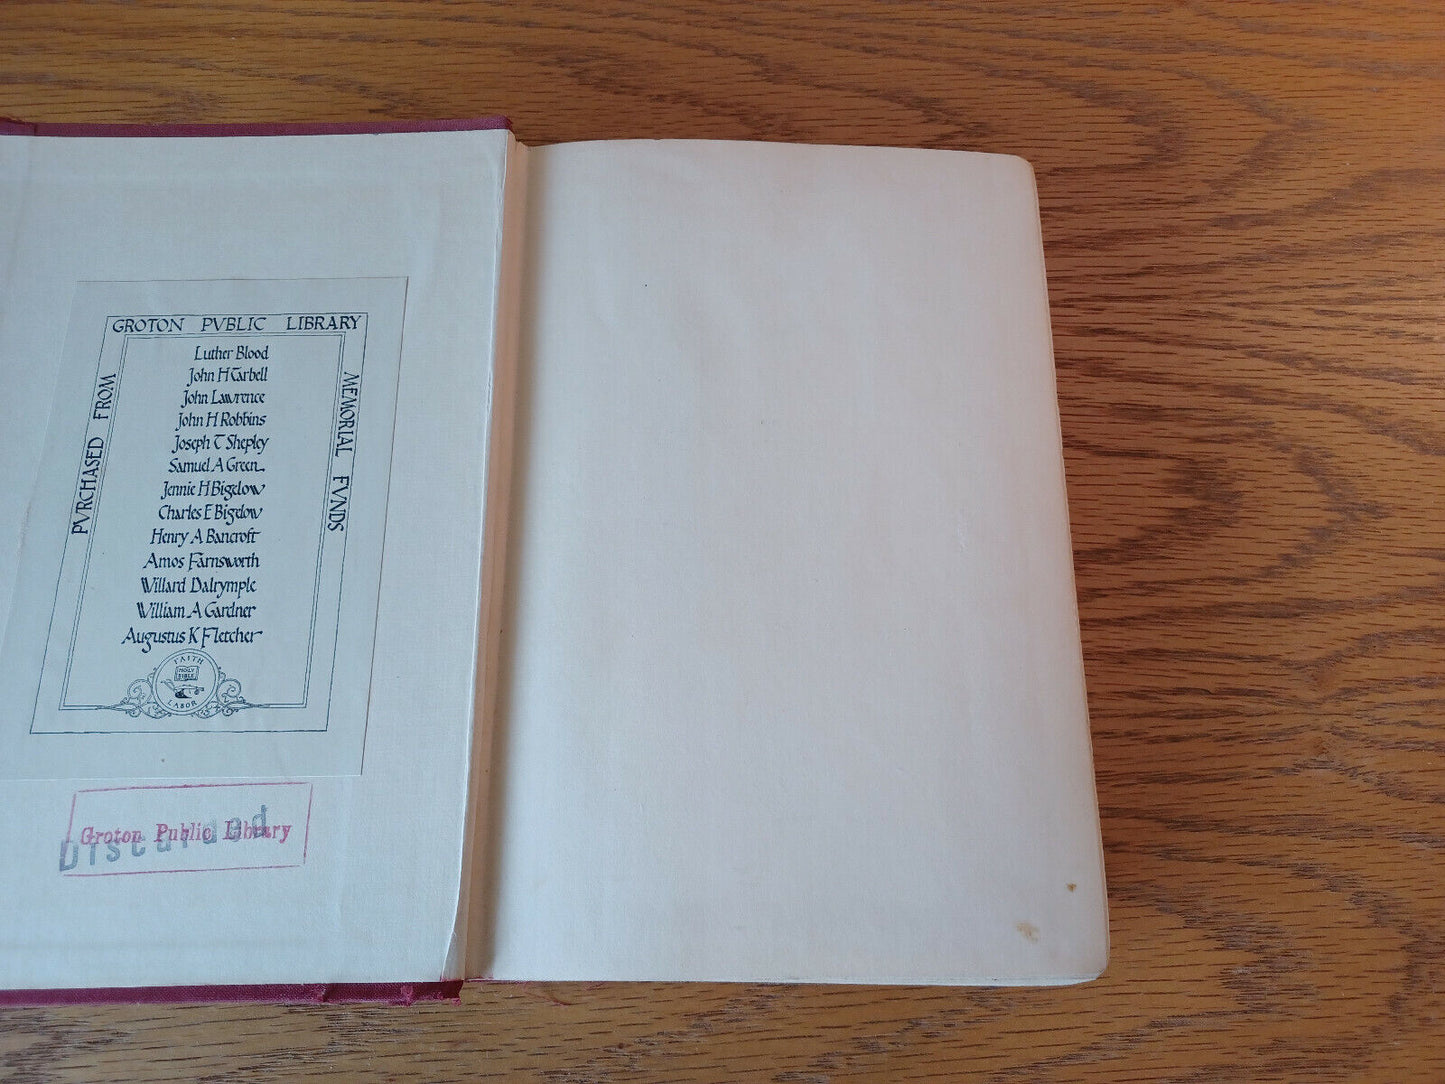 GROTON PVBLIC LIBRARY
PVRCHASED FROM
MEMORIAL FVNDS
Luther Blood
John H Tarbell
John Lawrence
John H Robbins
Joseph T Shepley
Samuel A Green
Jennie H Bigelow
Charles E Bigelow
Henry A Bancroft
Amos Farnsworth
Willard Dalrymple
William A Gardner
Augustus K Fletcher
FAITH
HOLY
BIBLE
LABOR
Groton Public Library
Discarded